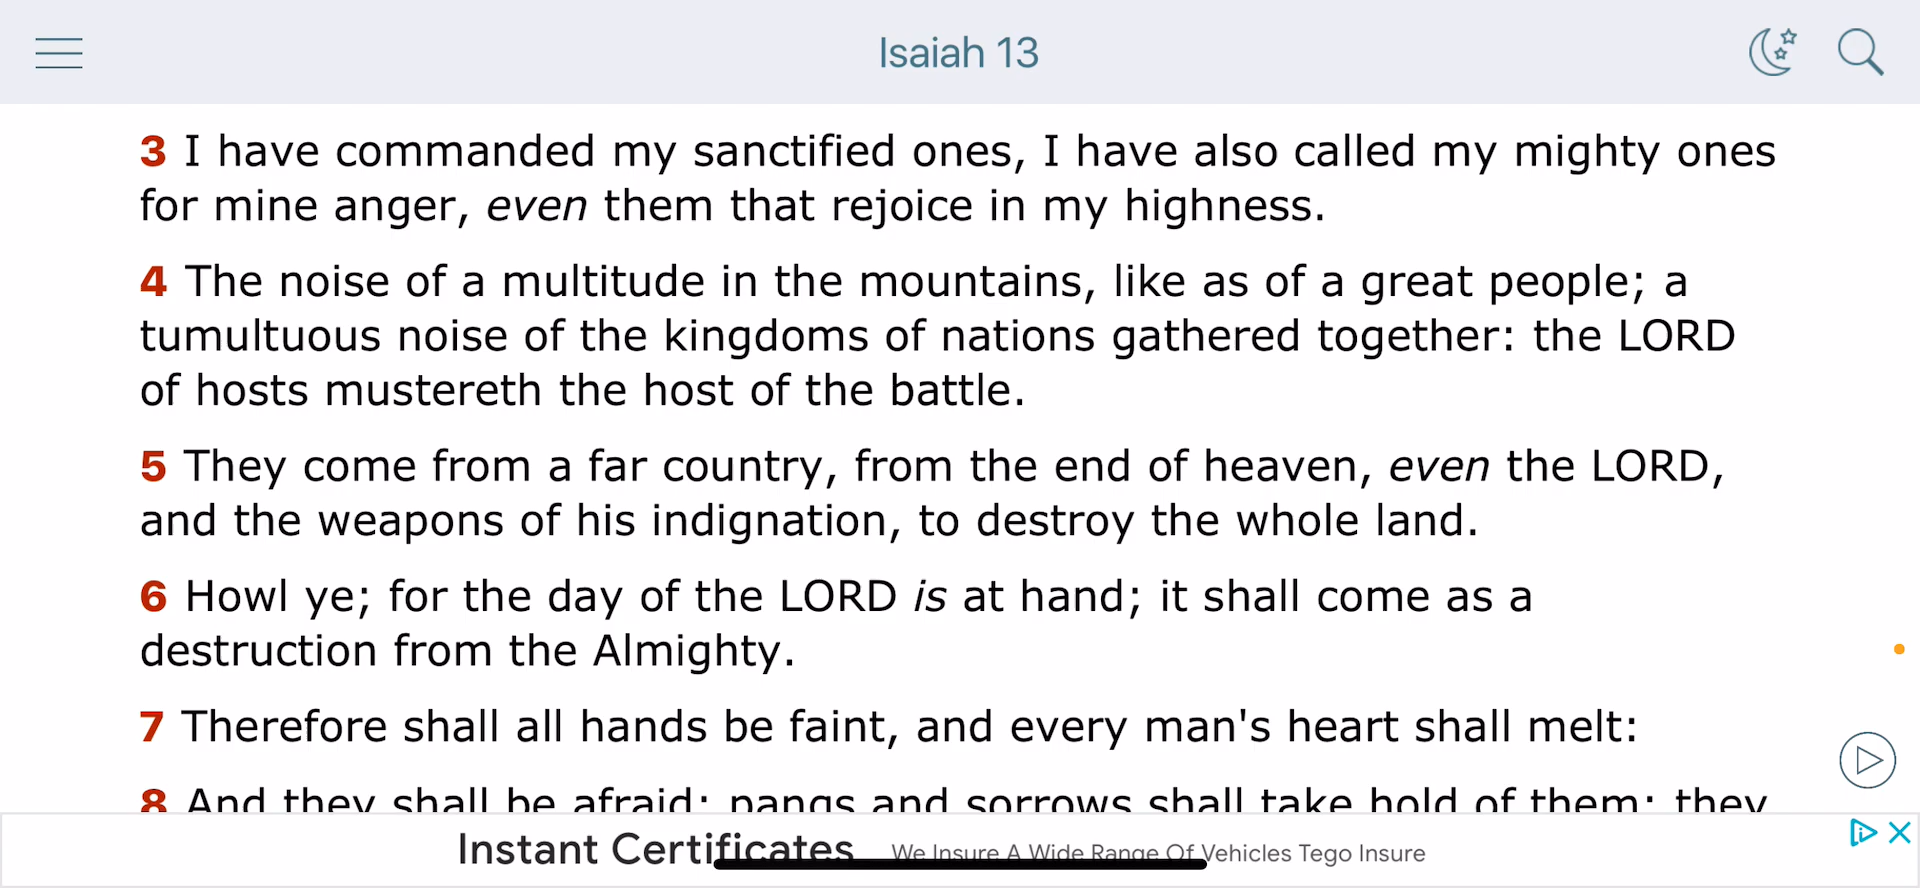 Isaiah 13
3 I have commanded my sanctified ones, I have also called my mighty ones
for mine anger, even them that rejoice in my highness.
4 The noise of a multitude in the mountains, like as of a great people; a
tumultuous noise of the kingdoms of nations gathered together: the LORD
of hosts mustereth the host of the battle.
5 They come from a far country, from the end of heaven, even the LORD,
and the weapons of his indignation, to destroy the whole land.
6 Howl ye; for the day of the LORD is at hand; it shall come as a
destruction from the Almighty.
7 Therefore shall all hands be faint, and every man's heart shall melt:
8 And they shall be afraid: pangs and sorrows shall take hold of them; they
Instant Certificates We Insure A Wide Range Of Vehicles Tego Insure